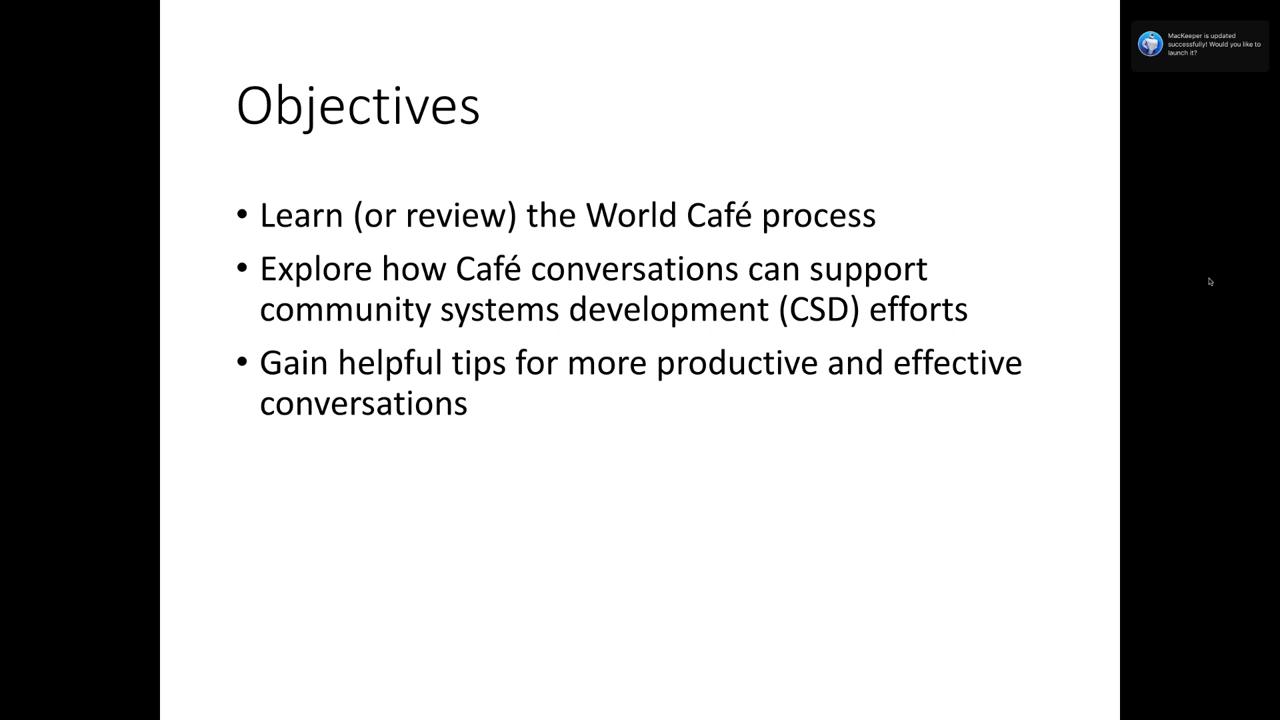 Objectives
• Learn (or review) the World Café process
• Explore how Café conversations can support
community systems development (CSD) efforts
• Gain helpful tips for more productive and effective
conversations
MacKeeper is updated
successfully! Would you like to
launch it?